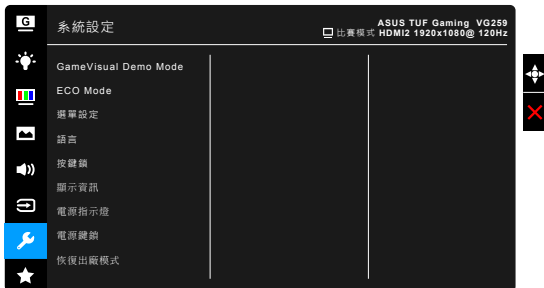 G
系統設定
ASUS TUF Gaming VG259
比賽模式 HDMI2 1920x1080@ 120Hz
GameVisual Demo Mode
ECO Mode
選單設定
語言
按鍵鎖
顯示資訊
電源指示燈
電源鍵鎖
恢復出廠模式